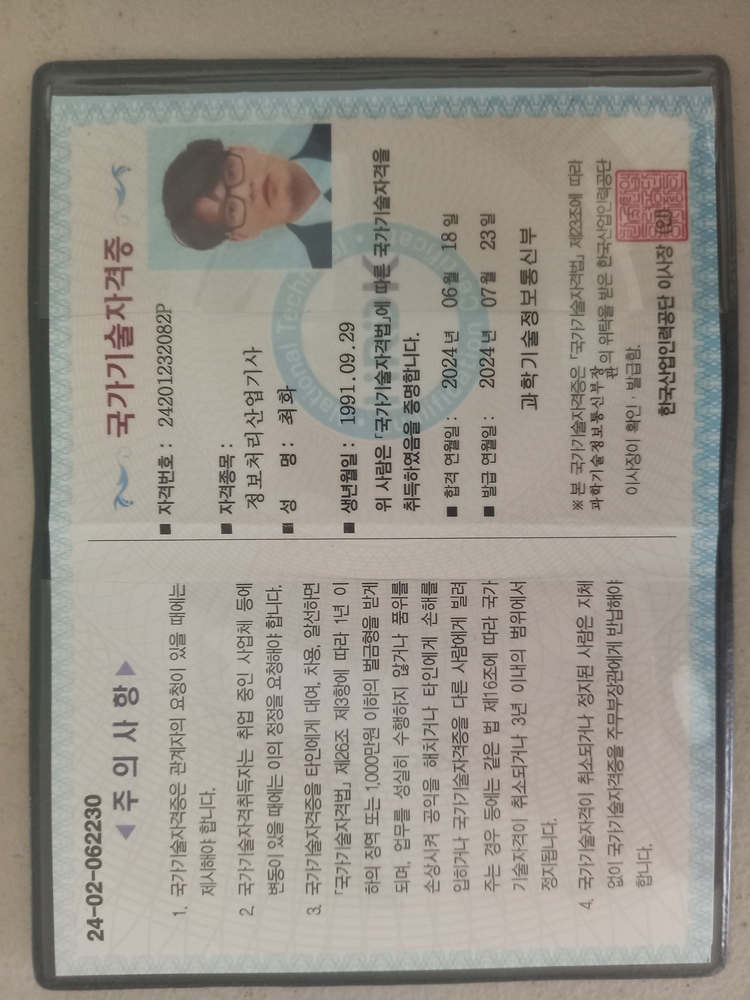 24-02-062230
주의사항
1. 국가기술자격증은 관계자의 요청이 있을 때에는
제시해야 합니다.
2. 국가기술자격취득자는 취업 중인 사업체 등에
변동이 있을 때에는 이의 정정을 요청해야 합니다.
3. 국가기술자격증을 타인에게 대여, 차용, 알선하면
「국가기술자격법」 제26조 제3항에 따라 1년 이
하의 징역 또는 1,000만원 이하의 벌금형을 받게
되며, 업무를 성실히 수행하지 않거나 품위를
손상시켜 공익을 해치거나 타인에게 손해를
입히거나 국가기술자격증을 다른 사람에게 빌려
주는 경우 등에는 같은 법 제16조에 따라 국가
기술자격이 취소되거나 3년 이내의 범위에서
정지됩니다.
4. 국가기술자격이 취소되거나 정지된 사람은 지체
없이 국가기술자격증을 주무부장관에게 반납해야
합니다.
국가기술자격증
■ 자격번호 : 24201232082P
■ 자격종목 :
정보처리산업기사
■ 성 명 : 최화
■ 생년월일 : 1991.09.29
위 사람은 「국가기술자격법」에 따른 국가기술자격을
취득하였음을 증명합니다.
■ 합격 연월일 : 2024 년 06 월 18 일
■ 발급 연월일 : 2024 년 07 월 23 일
과학기술정보통신부
※ 본 국가기술자격증은 「국가기술자격법」 제23조에 따라
과학기술정보통신부장관의 위탁을 받은 한국산업인력공단
이사장이 확인 · 발급함.
한국산업인력공단 이사장 (인)